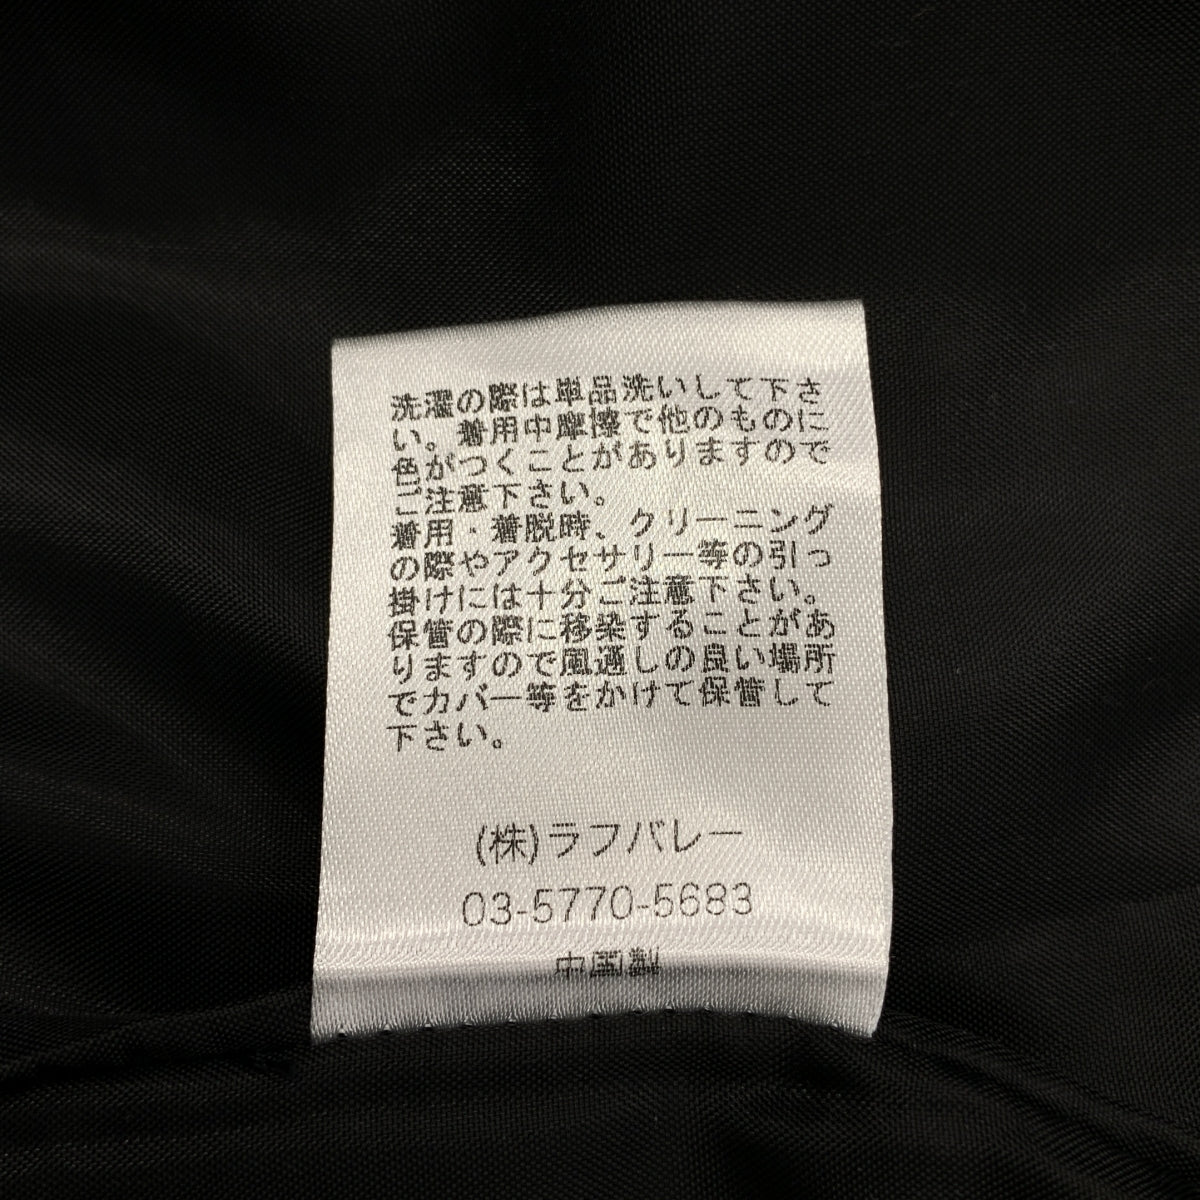 洗濯の際は単品洗いして下さ
い。着用中摩擦で他のものに
色がつくことがありますので
ご注意下さい。
着用・着脱時、クリーニング
の際やアクセサリー等の引っ
掛けには十分ご注意下さい。
保管の際に移染することがあ
りますので風通しの良い場所
でカバー等をかけて保管して
下さい。
(株)ラフバレー
03-5770-5683
中国製